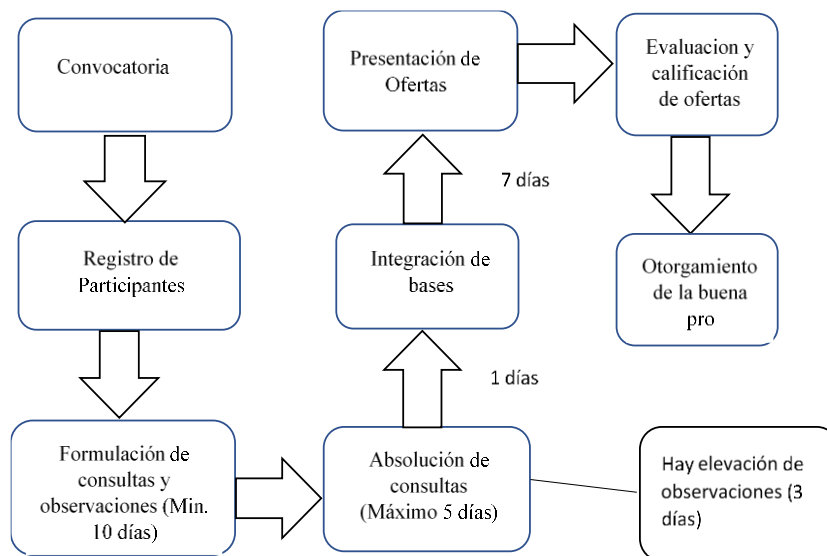 Convocatoria
Registro de
Participantes
Formulación de
consultas y
observaciones (Min.
10 días)
Absolución de
consultas
(Máximo 5 días)
Hay elevación de
observaciones (3
días)
1 días
Integración de
bases
7 días
Presentación de
Ofertas
Evaluacion y
calificación
de ofertas
Otorgamiento
de la buena
pro